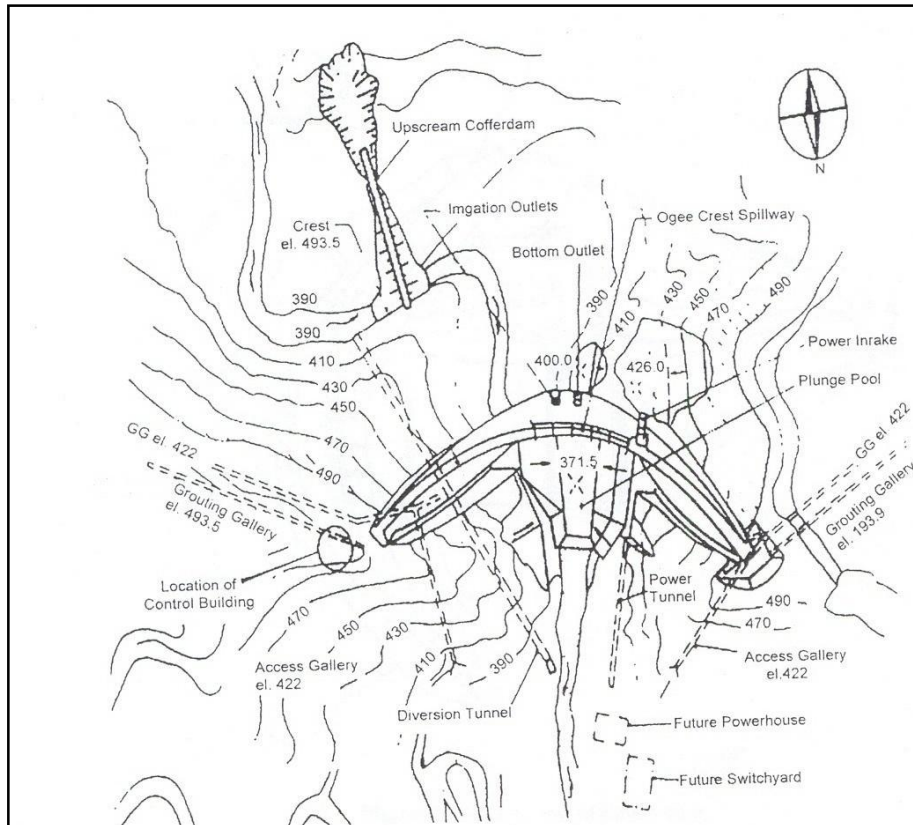 N
Upscream Cofferdam
Imgation Outlets
Ogee Crest Spillway
Crest
el. 493.5
Bottom Outlet
390
390
410
430
450
470
490
390
410
430
450
470
490
Power Inrake
Plunge Pool
400.0
426.0
371.5
GG el. 422
Grouting Gallery
el. 493.5
GG el. 422
Grouting Gallery
el. 193.9
Location of
Control Building
Power
Tunnel
470
450
430
410
390
490
470
Access Gallery
el. 422
Access Gallery
el.422
Diversion Tunnel
Future Powerhouse
Future Switchyard